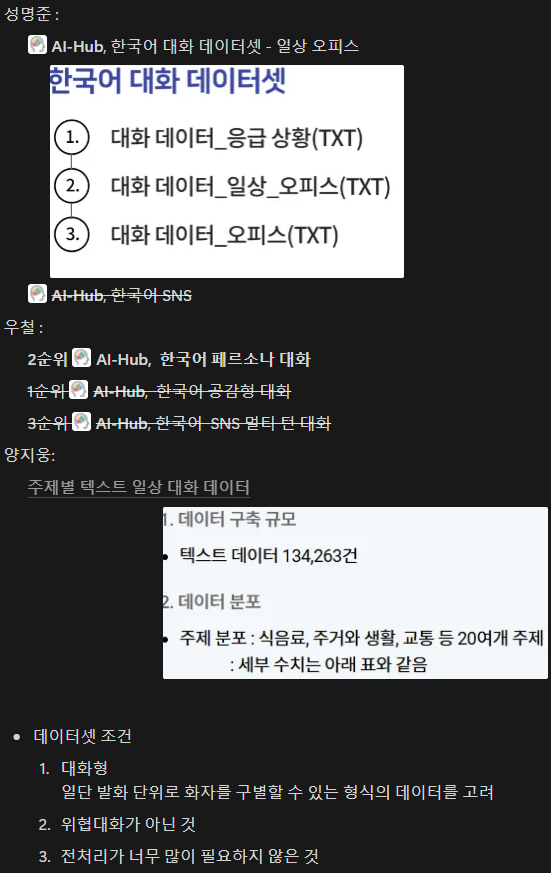 성명준 :
AI-Hub, 한국어 대화 데이터셋 - 일상 오피스
한국어 대화 데이터셋
1. 대화 데이터_응급 상황(TXT)
2. 대화 데이터_일상_오피스(TXT)
3. 대화 데이터_오피스(TXT)
AI-Hub, 한국어 SNS
우철 :
2순위 AI-Hub, 한국어 페르소나 대화
1순위 AI-Hub, 한국어 공감형 대화
3순위 AI-Hub, 한국어 SNS 멀티 턴 대화
양지웅:
주제별 텍스트 일상 대화 데이터
1. 데이터 구축 규모
• 텍스트 데이터 134,263건
2. 데이터 분포
• 주제 분포 : 식음료, 주거와 생활, 교통 등 20여개 주제
: 세부 수치는 아래 표와 같음
• 데이터셋 조건
1. 대화형
일단 발화 단위로 화자를 구별할 수 있는 형식의 데이터를 고려
2. 위협대화가 아닌 것
3. 전처리가 너무 많이 필요하지 않은 것